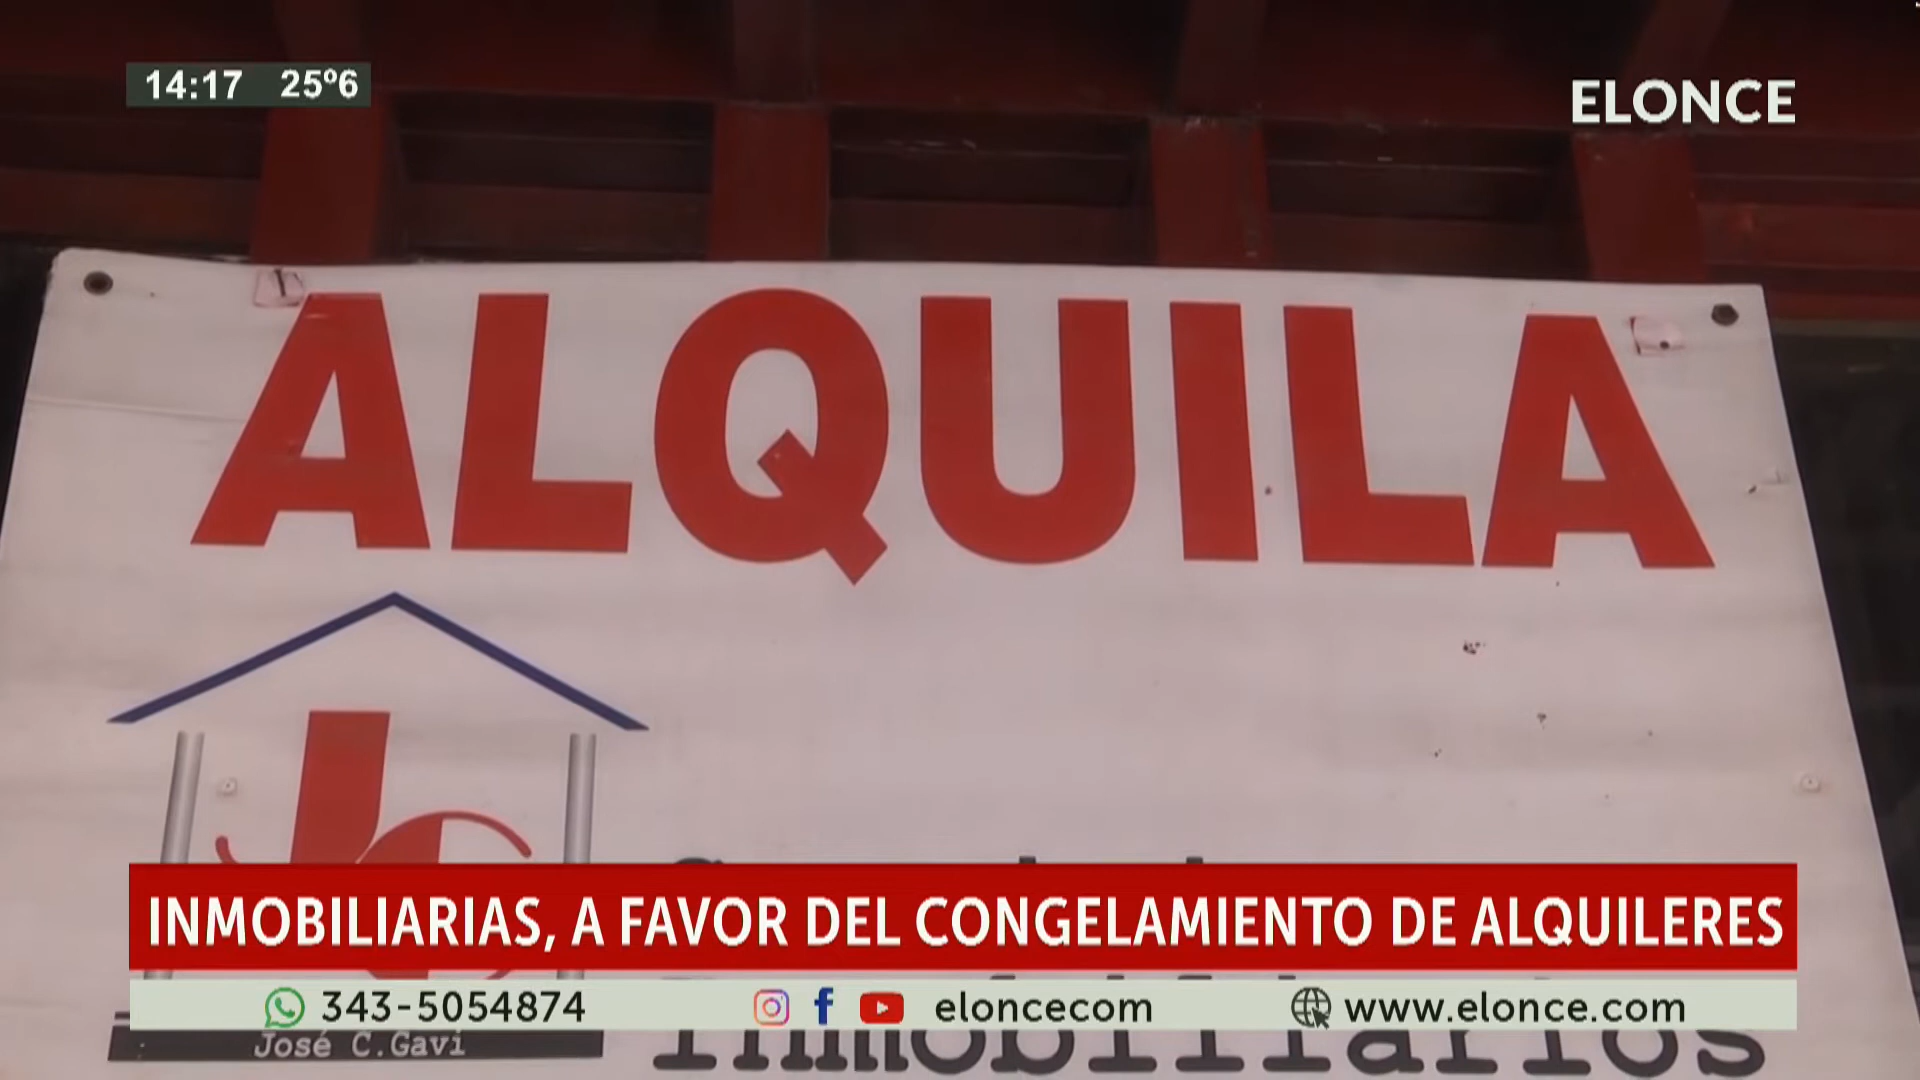 14:17 25º6
ELONCE
ALQUILA
INMOBILIARIAS, A FAVOR DEL CONGELAMIENTO DE ALQUILERES
343-5054874 eloncecom www.elonce.com
José C.Gavi
Inmobiliarios